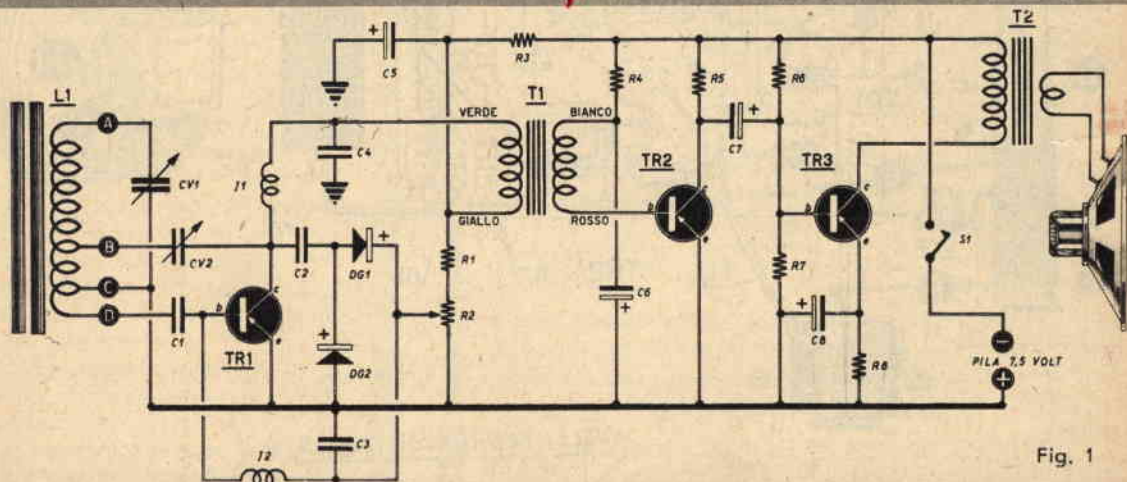 T2
L1
A
CV1
B
CV2
C
D
C1
b
c
e
TR1
J1
J2
C2
DG1
DG2
C3
C4
+
C5
R3
VERDE
GIALLO
T1
BIANCO
ROSSO
R1
R2
R4
C6
+
R5
TR2
b
c
e
C7
+
R6
R7
C8
+
TR3
b
c
e
R8
S1
-
PILA 7,5 VOLT
+
Fig. 1